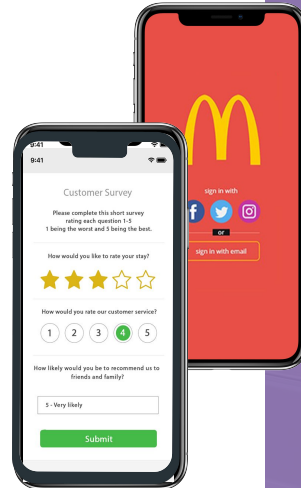 sign in with
or
sign in with email
9:41
9:41
Customer Survey
Please complete this short survey
rating each question 1-5
1 being the worst and 5 being the best.
How would you like to rate your stay?
How would you rate our customer service?
1 2 3 4 5
How likely would you be to recommend us to
friends and family?
5 - Very likely
Submit